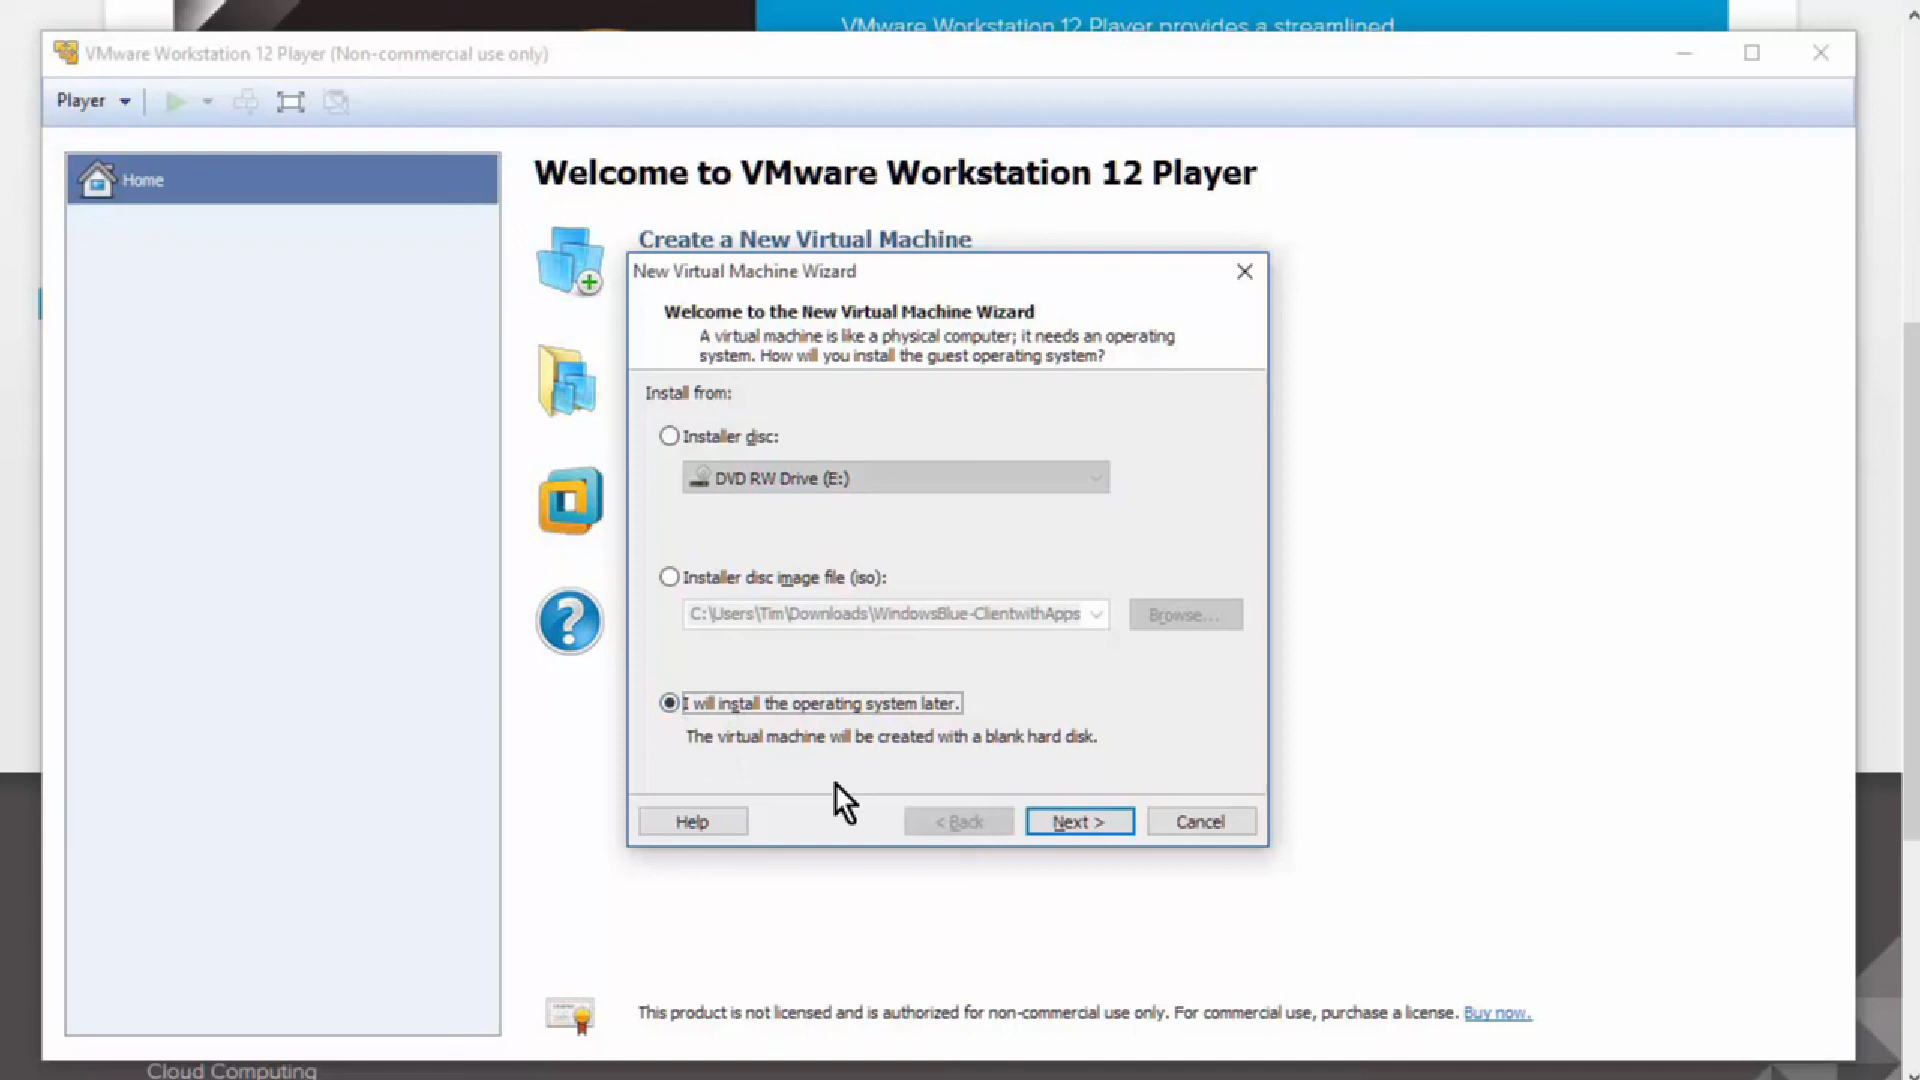 VMware Workstation 12 Player provides a streamlined
VMware Workstation 12 Player (Non-commercial use only)
Player
Home
Welcome to VMware Workstation 12 Player
Create a New Virtual Machine
New Virtual Machine Wizard
Welcome to the New Virtual Machine Wizard
A virtual machine is like a physical computer; it needs an operating
system. How will you install the guest operating system?
Install from:
Installer disc:
DVD RW Drive (E:)
Installer disc image file (iso):
C:\Users\Tim\Downloads\WindowsBlue-ClientwithApps
Browse...
I will install the operating system later.
The virtual machine will be created with a blank hard disk.
Help
< Back
Next >
Cancel
This product is not licensed and is authorized for non-commercial use only. For commercial use, purchase a license. Buy now.
Cloud Computing